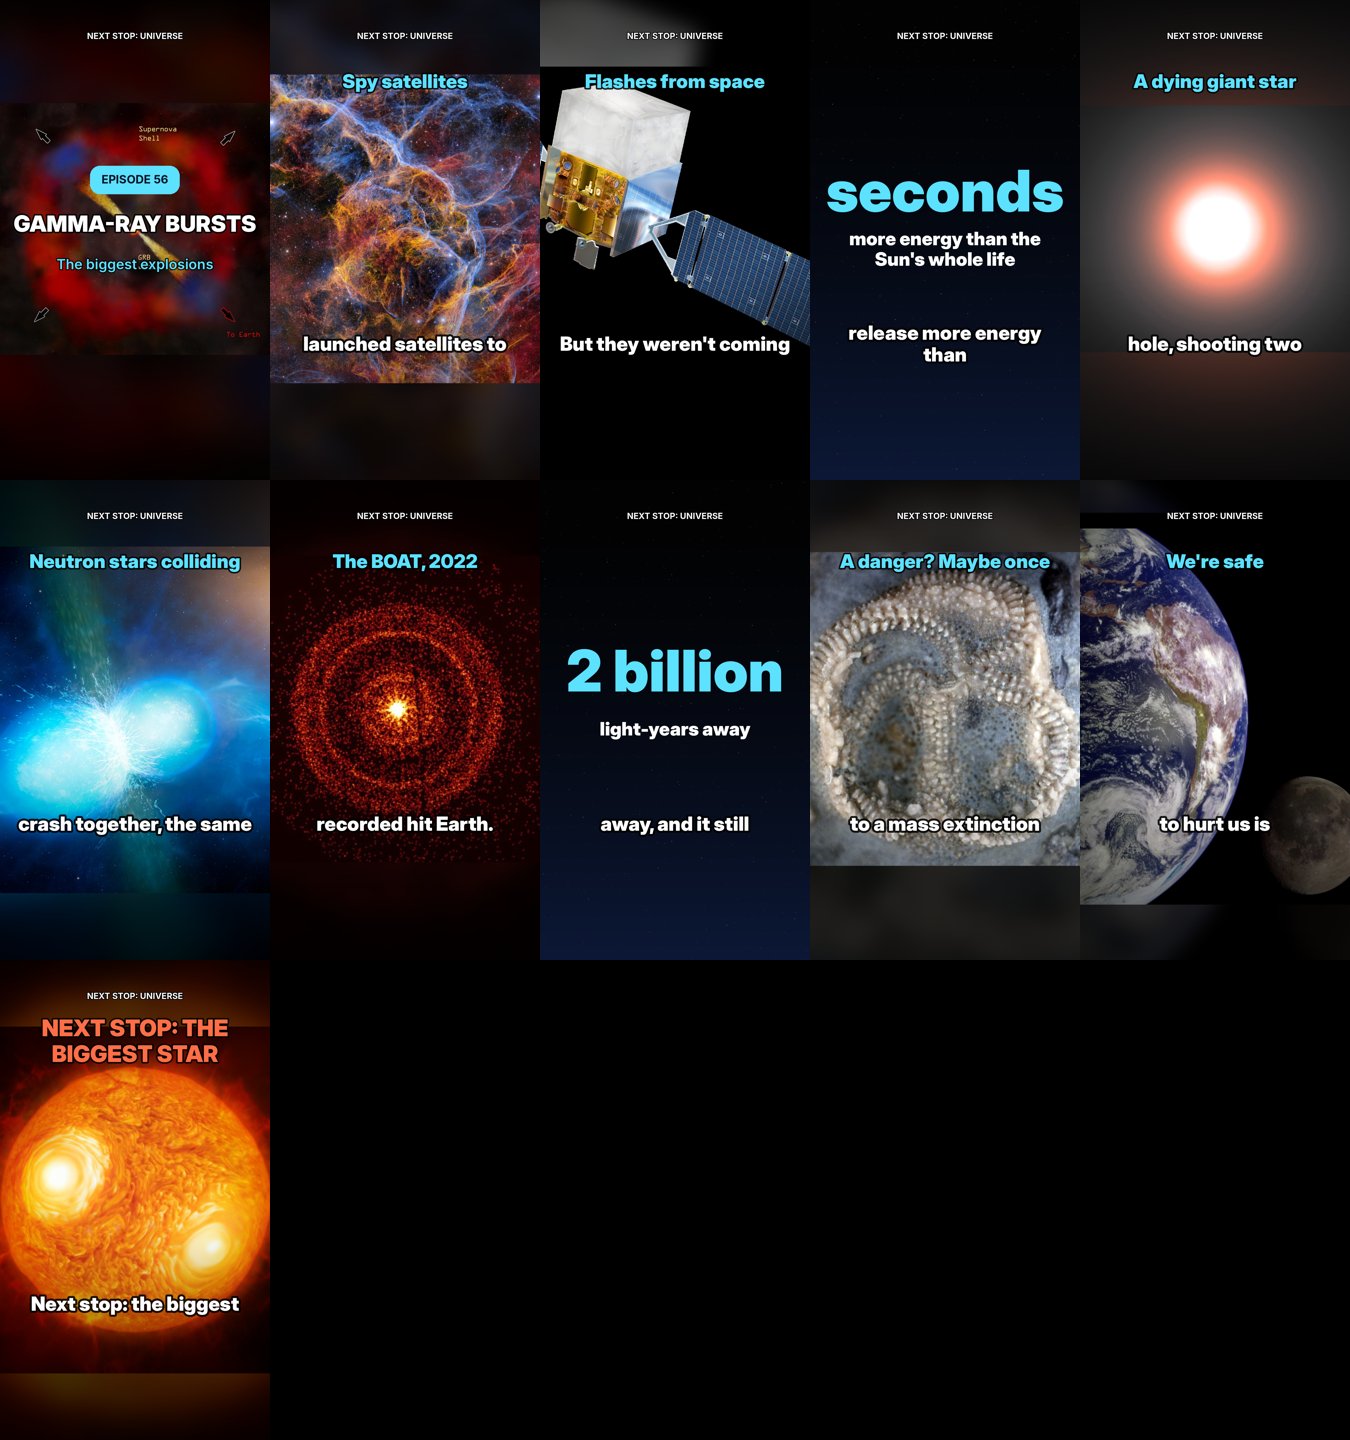 NEXT STOP: UNIVERSE
Supernova
Shell
EPISODE 56
GAMMA-RAY BURSTS
GRB
The biggest explosions
To Earth
NEXT STOP: UNIVERSE
Spy satellites
launched satellites to
NEXT STOP: UNIVERSE
Flashes from space
But they weren't coming
NEXT STOP: UNIVERSE
seconds
more energy than the
Sun's whole life
release more energy
than
NEXT STOP: UNIVERSE
A dying giant star
hole, shooting two
NEXT STOP: UNIVERSE
Neutron stars colliding
crash together, the same
NEXT STOP: UNIVERSE
The BOAT, 2022
recorded hit Earth.
NEXT STOP: UNIVERSE
2 billion
light-years away
away, and it still
NEXT STOP: UNIVERSE
A danger? Maybe once
to a mass extinction
NEXT STOP: UNIVERSE
We're safe
to hurt us is
NEXT STOP: UNIVERSE
NEXT STOP: THE
BIGGEST STAR
Next stop: the biggest